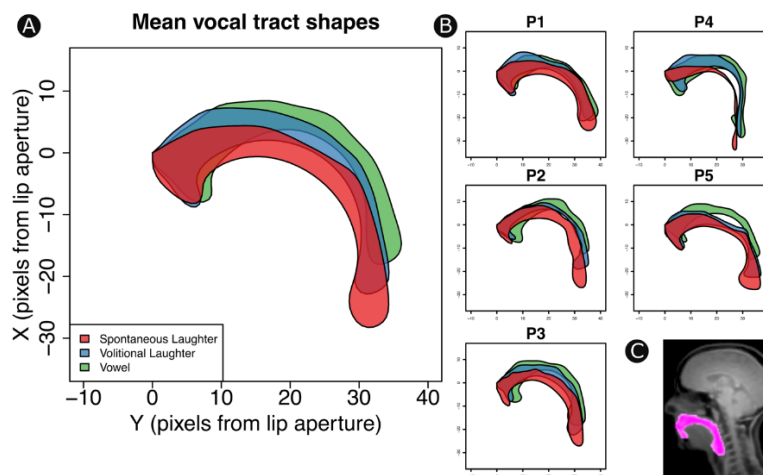 A
Mean vocal tract shapes
10
0
−10
−20
−30
X (pixels from lip aperture)
−10 0 10 20 30 40
Y (pixels from lip aperture)
Spontaneous Laughter
Volitional Laughter
Vowel
B
P1
P4
P2
P5
P3
C